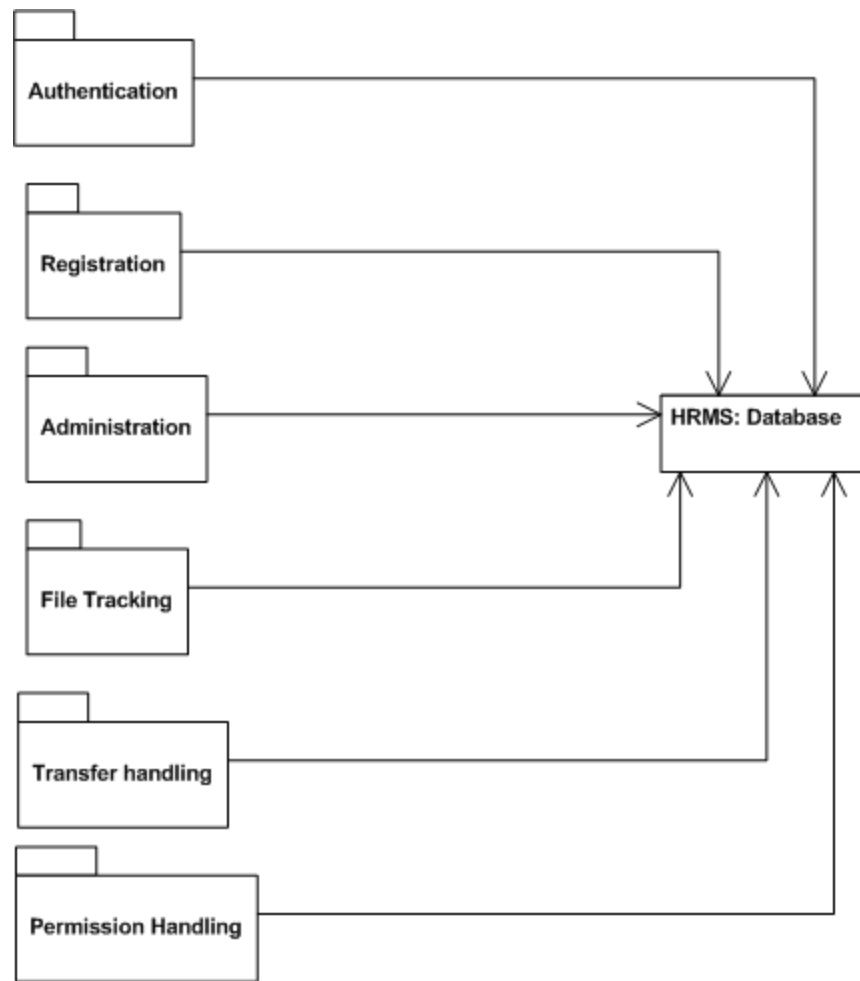 Authentication
Registration
Administration
HRMS: Database
File Tracking
Transfer handling
Permission Handling